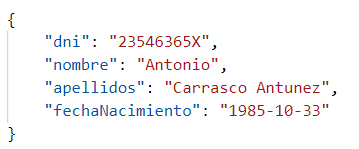 {
    "dni": "23546365X",
    "nombre": "Antonio",
    "apellidos": "Carrasco Antunez",
    "fechaNacimiento": "1985-10-33"
}